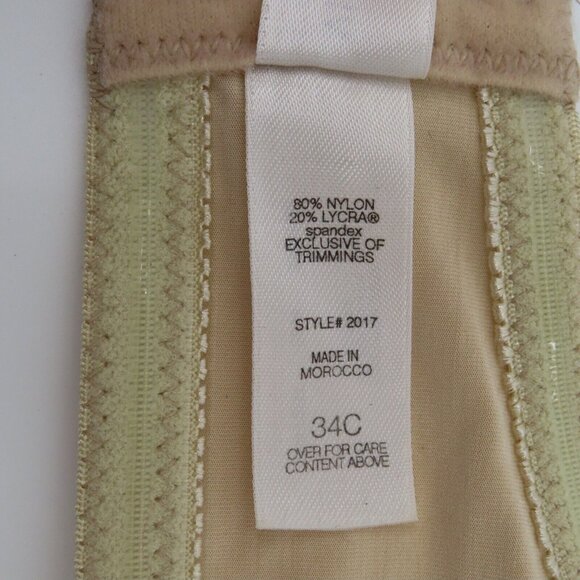 80% NYLON
20% LYCRA®
spandex
EXCLUSIVE OF
TRIMMINGS
STYLE# 2017
MADE IN
MOROCCO
34C
OVER FOR CARE
CONTENT ABOVE